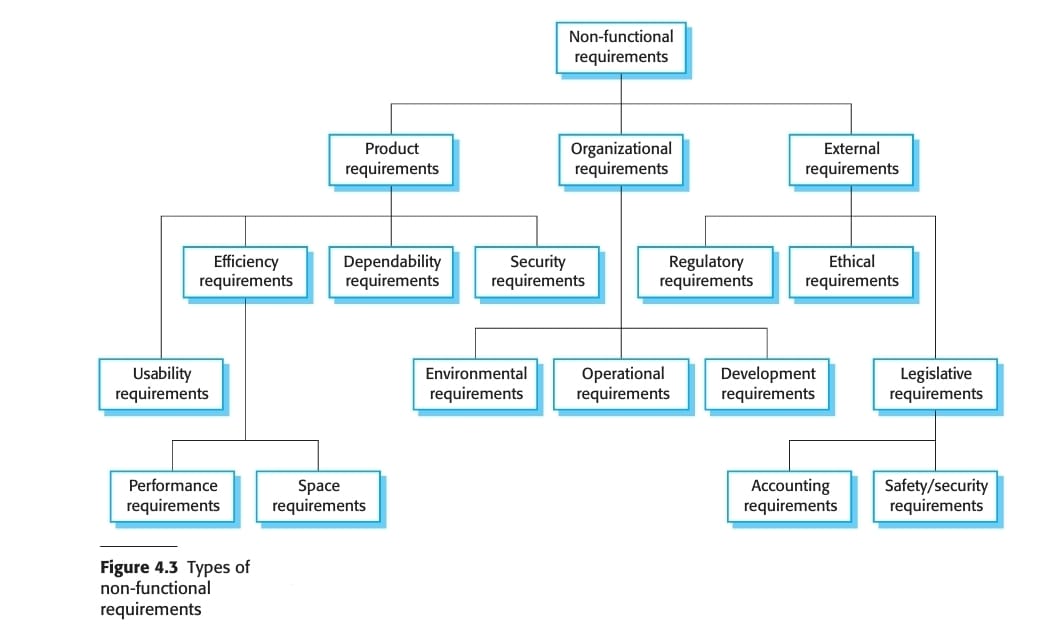 Non-functional
requirements
Product
requirements
Organizational
requirements
External
requirements
Efficiency
requirements
Dependability
requirements
Security
requirements
Regulatory
requirements
Ethical
requirements
Usability
requirements
Environmental
requirements
Operational
requirements
Development
requirements
Legislative
requirements
Performance
requirements
Space
requirements
Accounting
requirements
Safety/security
requirements
Figure 4.3 Types of
non-functional
requirements